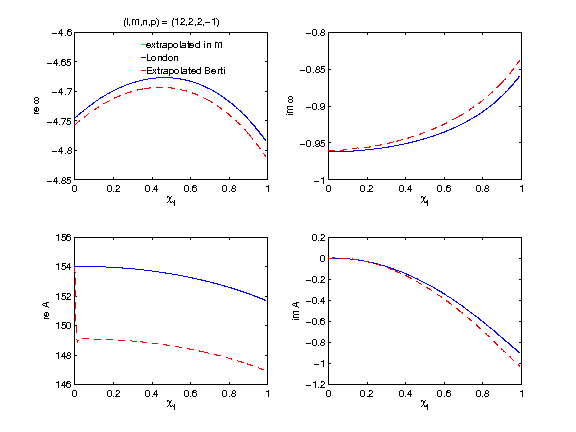 (l,m,n,p) = (12,2,2,−1)
−4.6
−4.65
−4.7
−4.75
−4.8
−4.85
re ω
extrapolated in m
London
Extrapolated Berti
0 0.2 0.4 0.6 0.8 1
χf
−0.8
−0.85
−0.9
−0.95
−1
im ω
0 0.2 0.4 0.6 0.8 1
χf
156
154
152
150
148
146
re A
0 0.2 0.4 0.6 0.8 1
χf
0.2
0
−0.2
−0.4
−0.6
−0.8
−1
−1.2
im A
0 0.2 0.4 0.6 0.8 1
χf